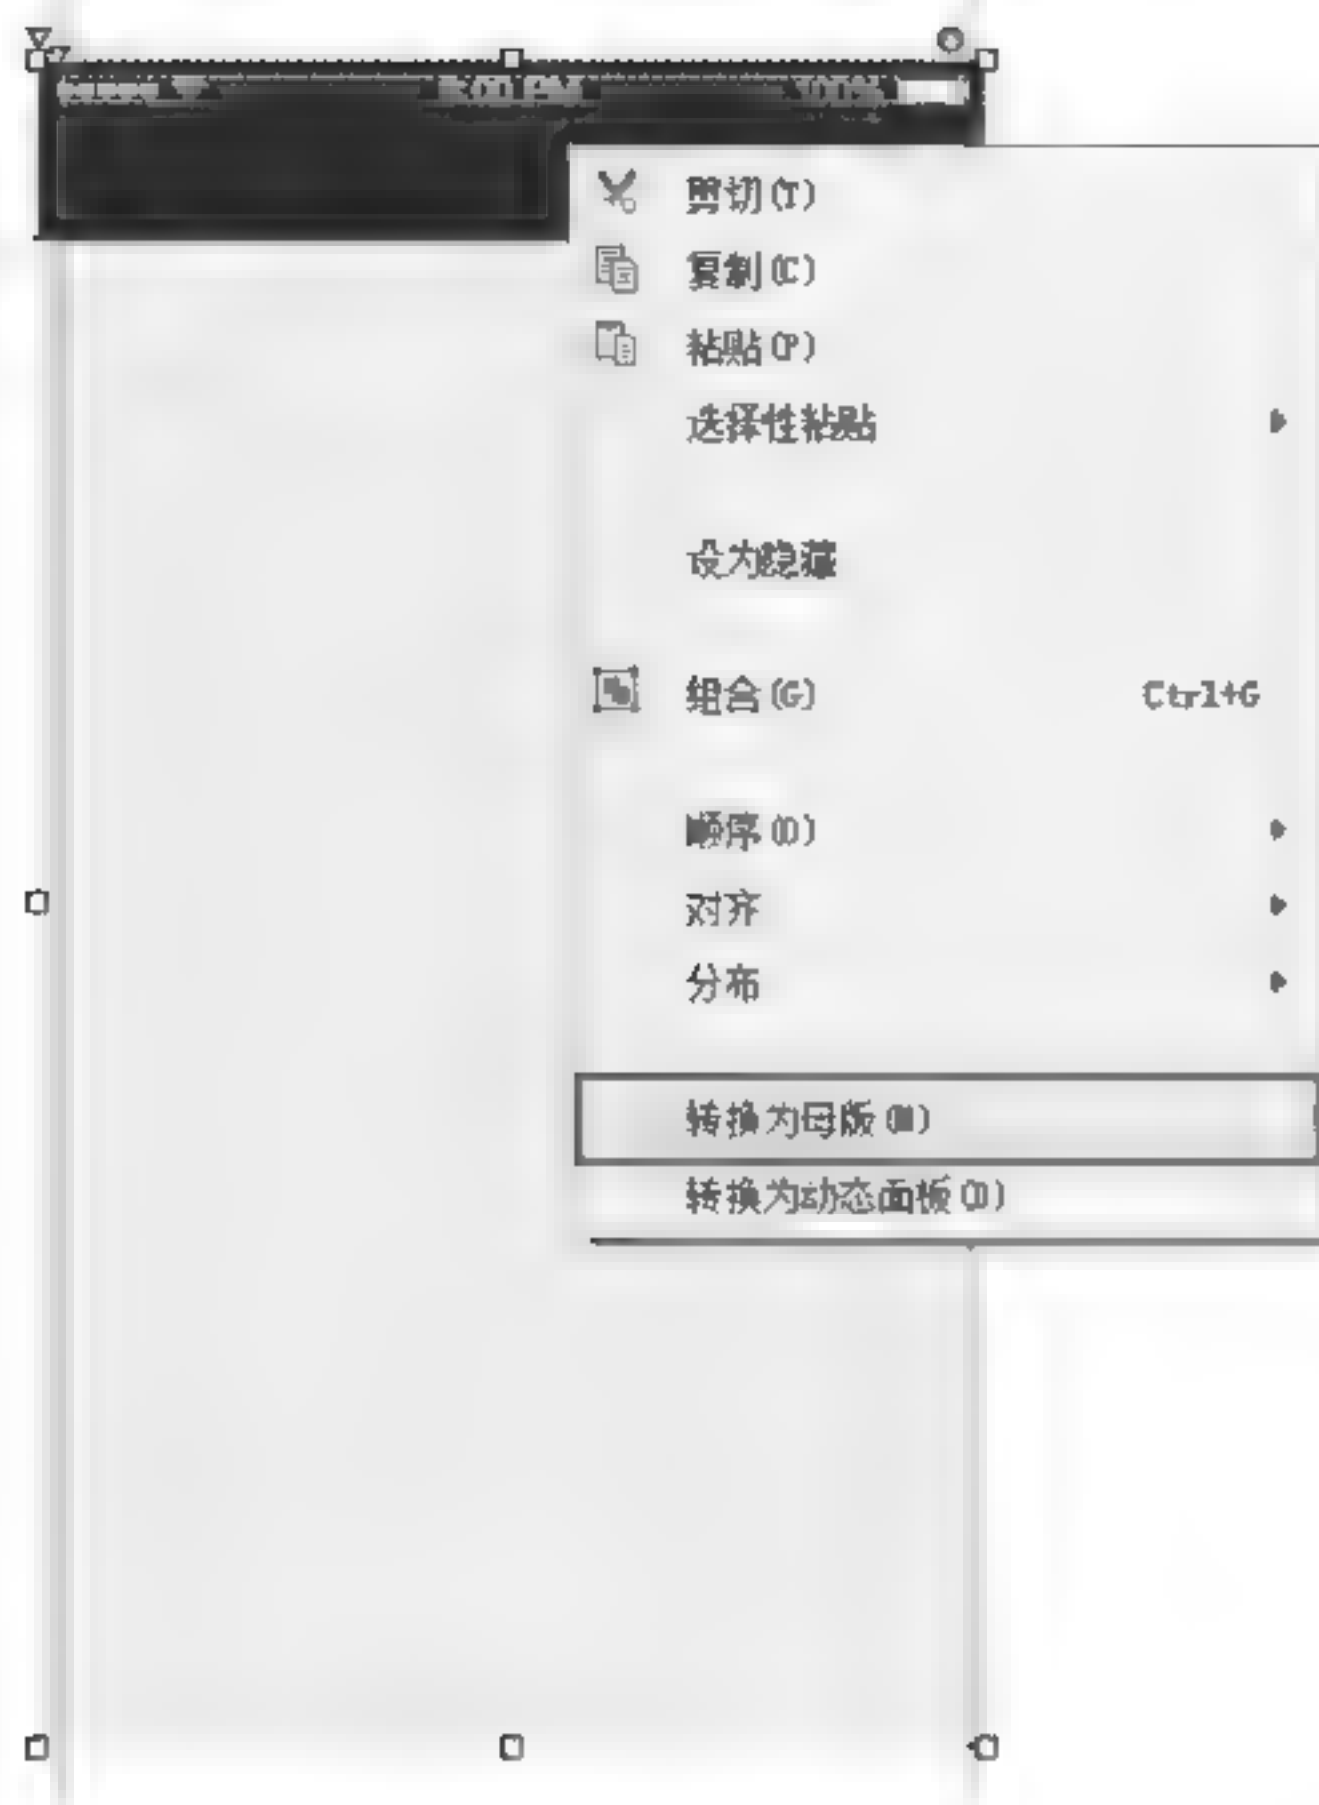 剪切(T)
复制(C)
粘贴(P)
选择性粘贴
设为隐藏
组合(G) Ctrl+G
顺序(O)
对齐
分布
转换为母版(M)
转换为动态面板(D)